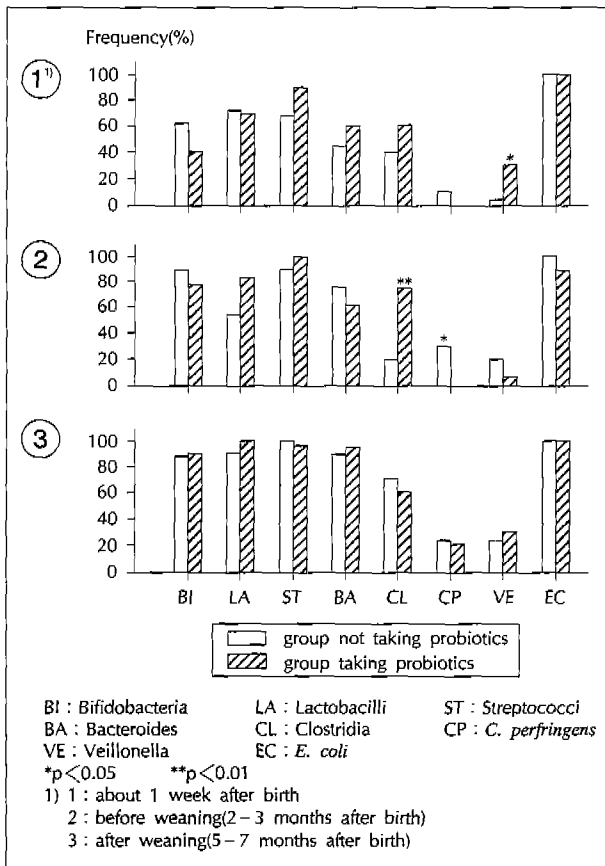 Frequency(%)
1 1)
100
80
60
40
20
0
*
2
100
80
60
40
20
0
**
*
3
100
80
60
40
20
0
BI LA ST BA CL CP VE EC
group not taking probiotics
group taking probiotics
BI : Bifidobacteria LA : Lactobacilli ST : Streptococci
BA : Bacteroides CL : Clostridia CP : C. perfringens
VE : Veillonella EC : E. coli
*p<0.05 **p<0.01
1) 1 : about 1 week after birth
2 : before weaning(2–3 months after birth)
3 : after weaning(5–7 months after birth)